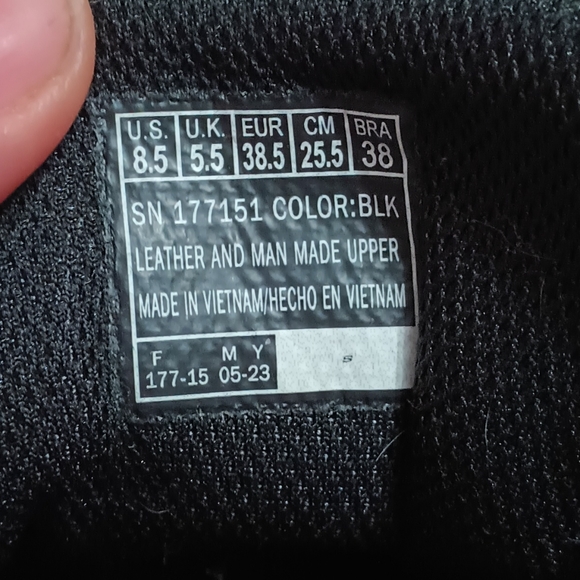 U.S. U.K. EUR CM BRA
8.5 5.5 38.5 25.5 38
SN 177151 COLOR:BLK
LEATHER AND MAN MADE UPPER
MADE IN VIETNAM/HECHO EN VIETNAM
F M Y
177-15 05-23
S